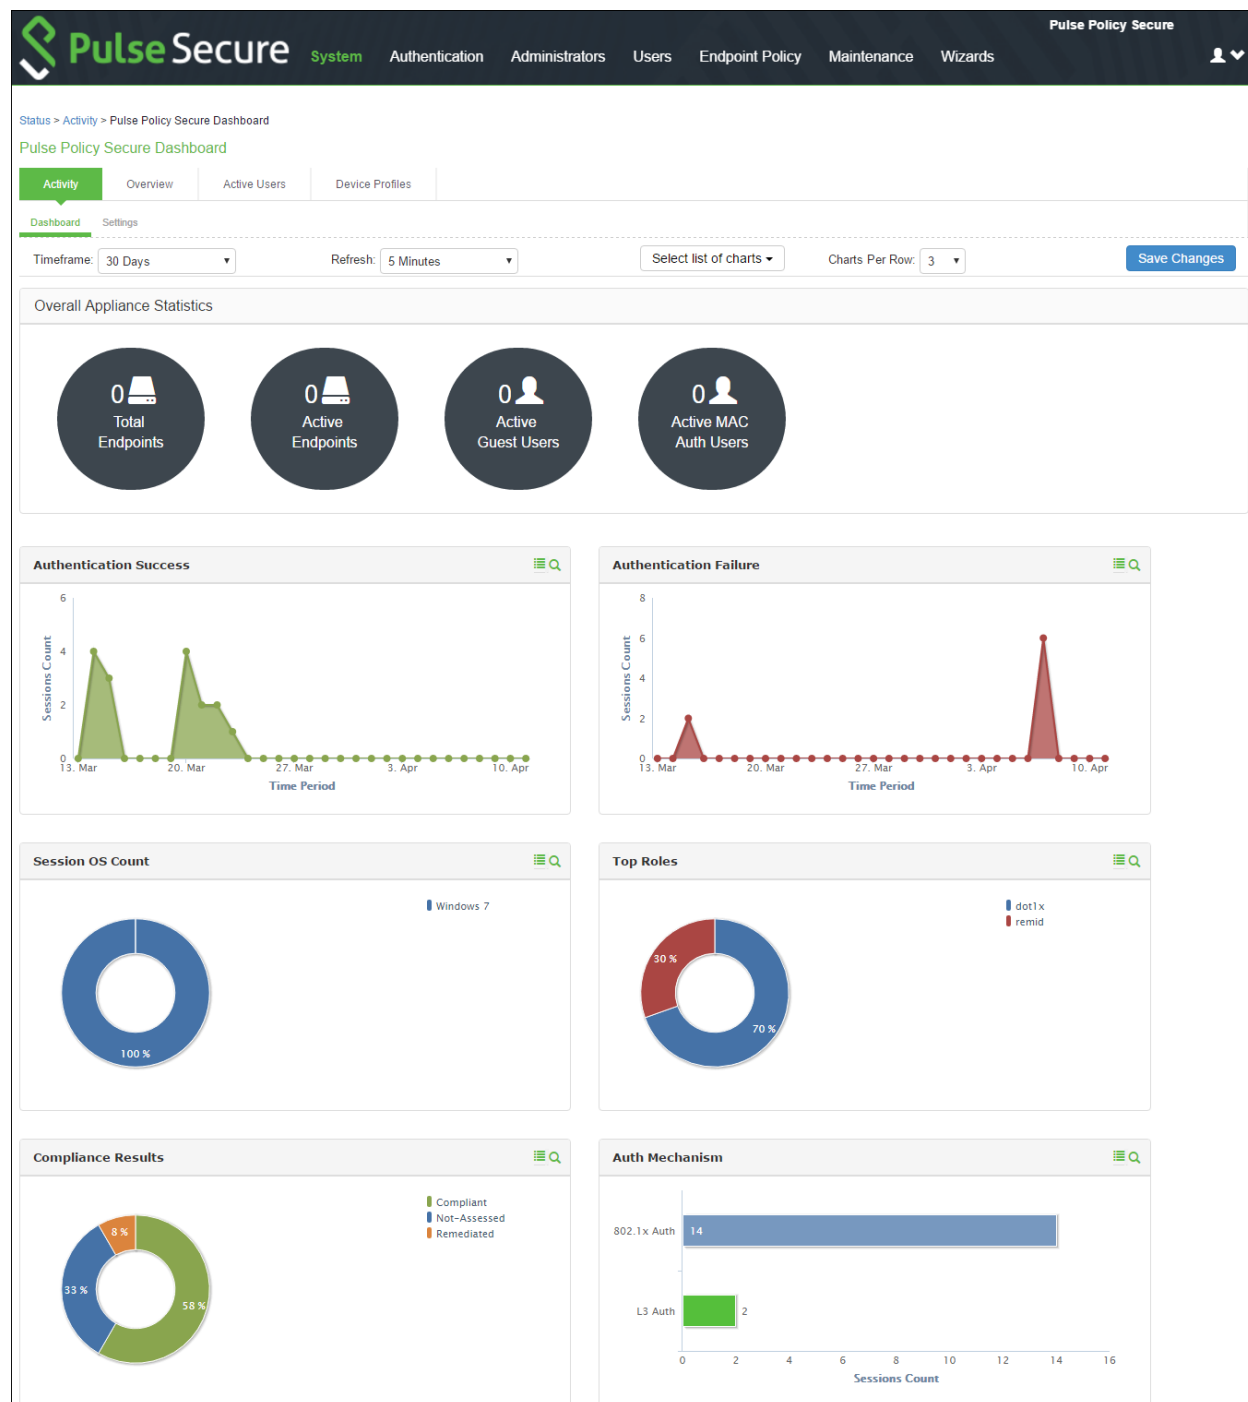 Pulse Policy Secure
Pulse Secure
System Authentication Administrators Users Endpoint Policy Maintenance Wizards
Status > Activity > Pulse Policy Secure Dashboard
Pulse Policy Secure Dashboard
Activity Overview Active Users Device Profiles
Dashboard Settings
Timeframe: 30 Days Refresh: 5 Minutes Select list of charts Charts Per Row: 3 Save Changes
Overall Appliance Statistics
0 Total Endpoints
0 Active Endpoints
0 Active Guest Users
0 Active MAC Auth Users
Authentication Success
6
4
2
0
Sessions Count
13. Mar 20. Mar 27. Mar 3. Apr 10. Apr
Time Period
Authentication Failure
8
6
4
2
0
Sessions Count
13. Mar 20. Mar 27. Mar 3. Apr 10. Apr
Time Period
Session OS Count
Windows 7
100 %
Top Roles
dot1x
remid
30 %
70 %
Compliance Results
Compliant
Not-Assessed
Remediated
8 %
33 %
58 %
Auth Mechanism
802.1x Auth 14
L3 Auth 2
0 2 4 6 8 10 12 14 16
Sessions Count